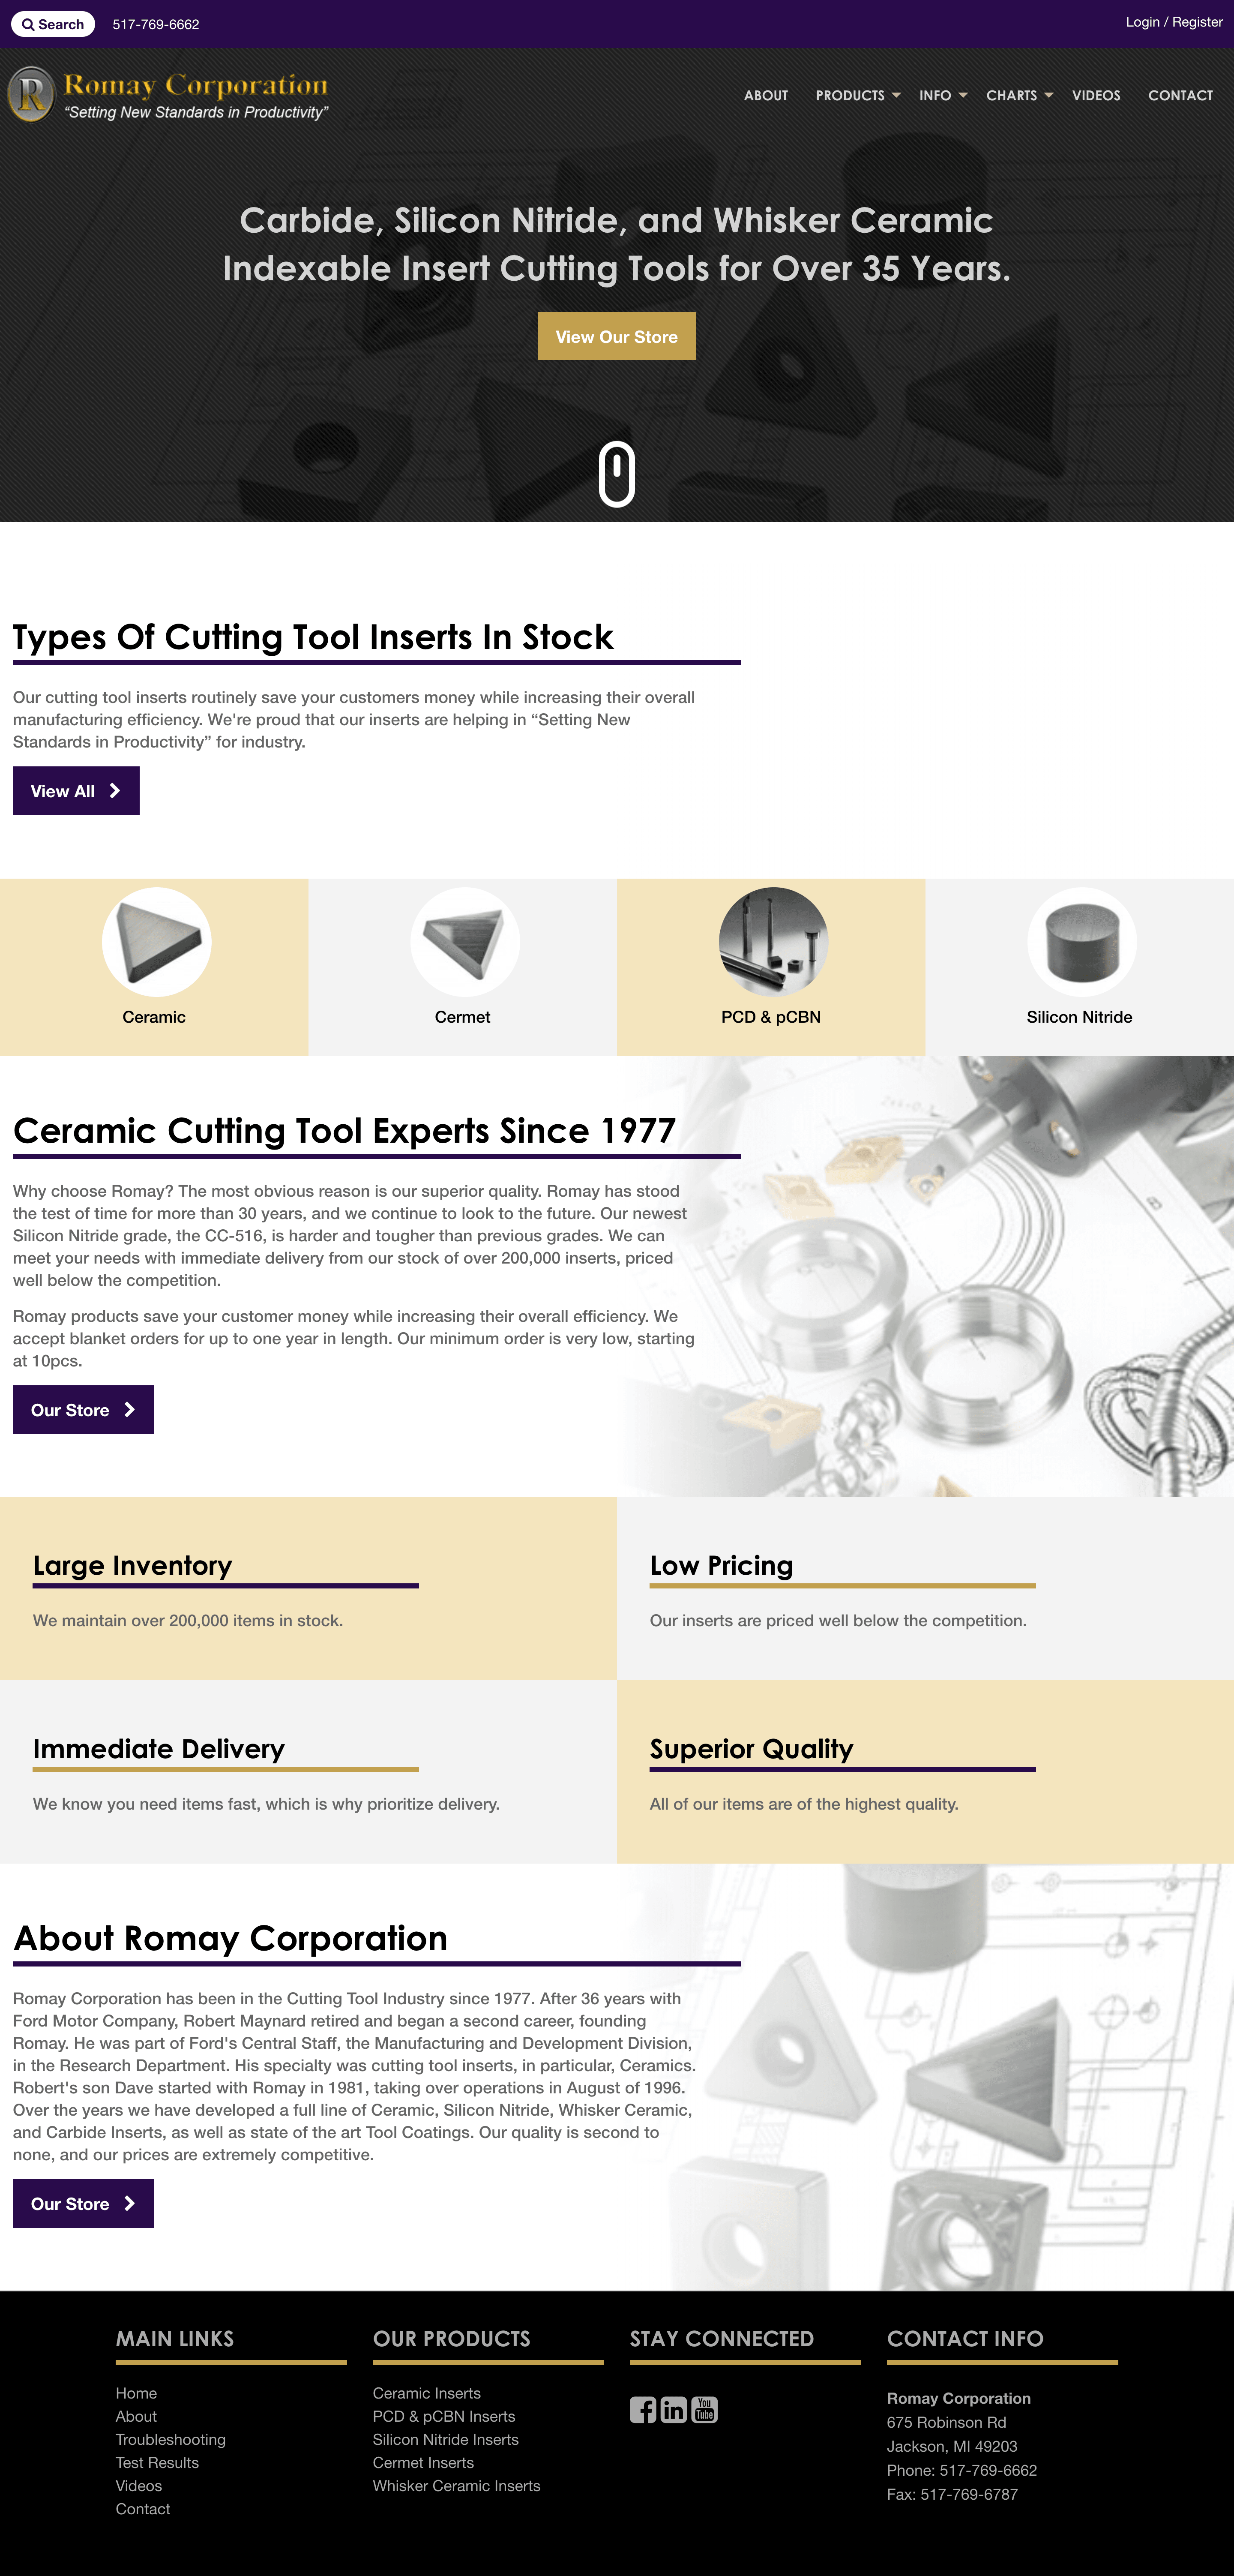 Search
517-769-6662
Login / Register
R
Romay Corporation
“Setting New Standards in Productivity”
ABOUT
PRODUCTS
INFO
CHARTS
VIDEOS
CONTACT
Carbide, Silicon Nitride, and Whisker Ceramic
Indexable Insert Cutting Tools for Over 35 Years.
View Our Store
Types Of Cutting Tool Inserts In Stock
Our cutting tool inserts routinely save your customers money while increasing their overall
manufacturing efficiency. We're proud that our inserts are helping in “Setting New
Standards in Productivity” for industry.
View All
Ceramic
Cermet
PCD & pCBN
Silicon Nitride
Ceramic Cutting Tool Experts Since 1977
Why choose Romay? The most obvious reason is our superior quality. Romay has stood
the test of time for more than 30 years, and we continue to look to the future. Our newest
Silicon Nitride grade, the CC-516, is harder and tougher than previous grades. We can
meet your needs with immediate delivery from our stock of over 200,000 inserts, priced
well below the competition.
Romay products save your customer money while increasing their overall efficiency. We
accept blanket orders for up to one year in length. Our minimum order is very low, starting
at 10pcs.
Our Store
Large Inventory
We maintain over 200,000 items in stock.
Low Pricing
Our inserts are priced well below the competition.
Immediate Delivery
We know you need items fast, which is why prioritize delivery.
Superior Quality
All of our items are of the highest quality.
About Romay Corporation
Romay Corporation has been in the Cutting Tool Industry since 1977. After 36 years with
Ford Motor Company, Robert Maynard retired and began a second career, founding
Romay. He was part of Ford's Central Staff, the Manufacturing and Development Division,
in the Research Department. His specialty was cutting tool inserts, in particular, Ceramics.
Robert's son Dave started with Romay in 1981, taking over operations in August of 1996.
Over the years we have developed a full line of Ceramic, Silicon Nitride, Whisker Ceramic,
and Carbide Inserts, as well as state of the art Tool Coatings. Our quality is second to
none, and our prices are extremely competitive.
Our Store
MAIN LINKS
Home
About
Troubleshooting
Test Results
Videos
Contact
OUR PRODUCTS
Ceramic Inserts
PCD & pCBN Inserts
Silicon Nitride Inserts
Cermet Inserts
Whisker Ceramic Inserts
STAY CONNECTED
f
in
You
Tube
CONTACT INFO
Romay Corporation
675 Robinson Rd
Jackson, MI 49203
Phone: 517-769-6662
Fax: 517-769-6787